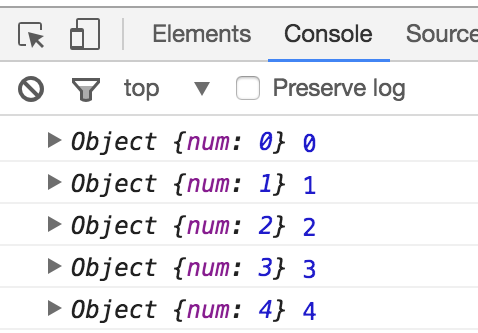 Elements Console Source
top Preserve log
Object {num: 0} 0
Object {num: 1} 1
Object {num: 2} 2
Object {num: 3} 3
Object {num: 4} 4